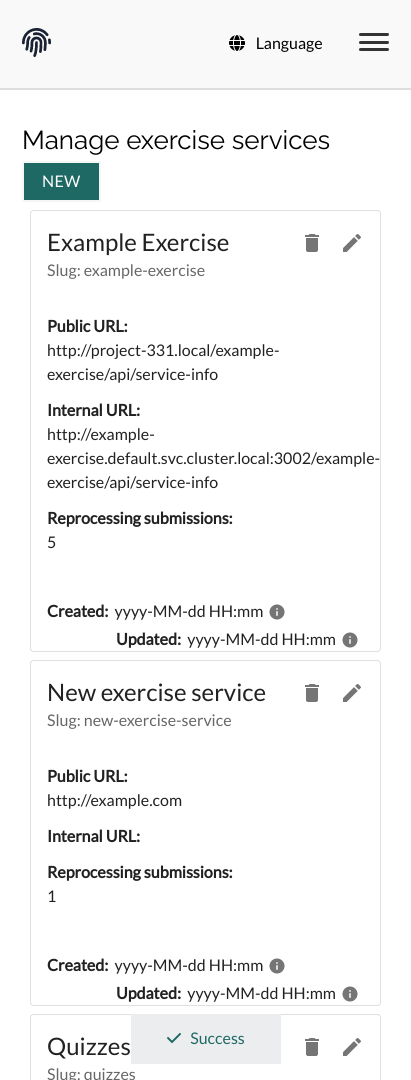 Language
Manage exercise services
NEW
Example Exercise
Slug: example-exercise
Public URL:
http://project-331.local/example-
exercise/api/service-info
Internal URL:
http://example-
exercise.default.svc.cluster.local:3002/example-
exercise/api/service-info
Reprocessing submissions:
5
Created: yyyy-MM-dd HH:mm
Updated: yyyy-MM-dd HH:mm
New exercise service
Slug: new-exercise-service
Public URL:
http://example.com
Internal URL:
Reprocessing submissions:
1
Created: yyyy-MM-dd HH:mm
Updated: yyyy-MM-dd HH:mm
Quizzes
Success
Slug: quizzes